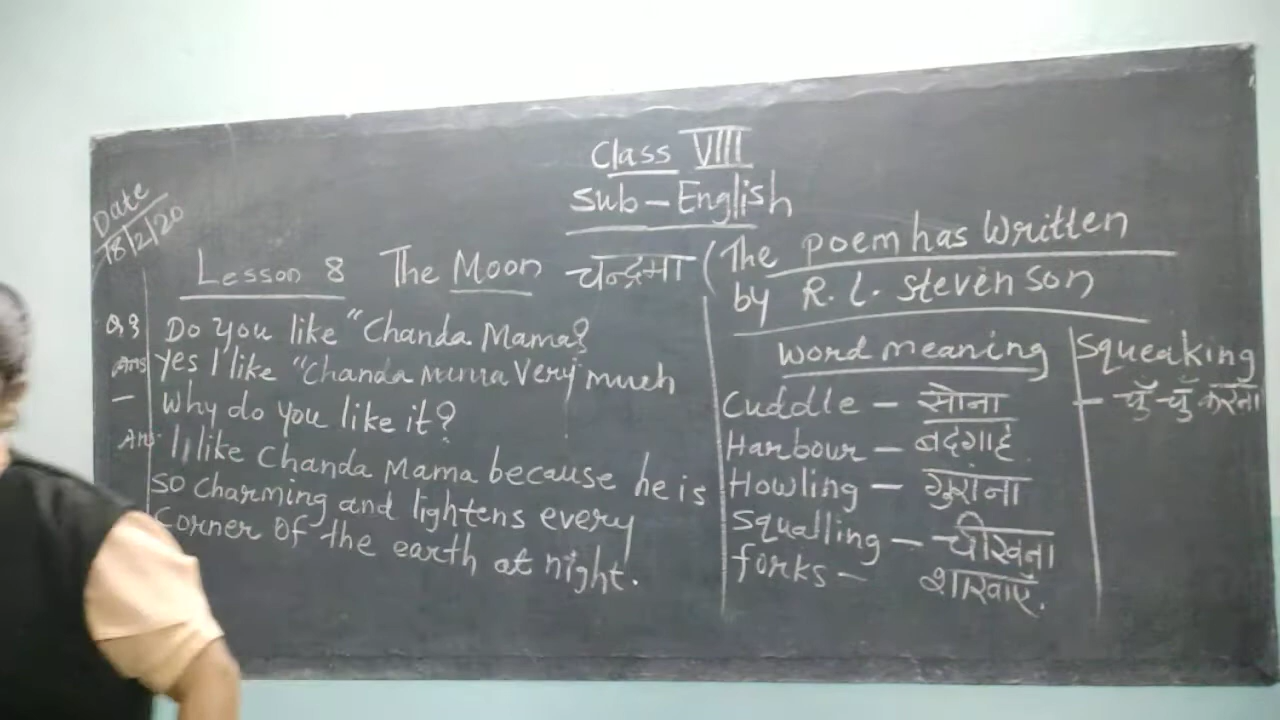 Date
18/2/20
Class VIII
Sub - English
Lesson 8 The Moon चन्द्रमा (The poem has Written
by R. L. Stevenson
Q.1 Do you like "Chanda Mama?
Ans Yes I like "Chanda Mama Very much
- Why do you like it?
Ans I like Chanda Mama because he is
so charming and lightens every
corner of the earth at night.
Word meaning
Cuddle - सोना
Harbour - बदंगाह
Howling - गुर्राना
Squalling - चीखना
forks - शाखाएँ.
Squeaking
- चूँ-चूँ करना